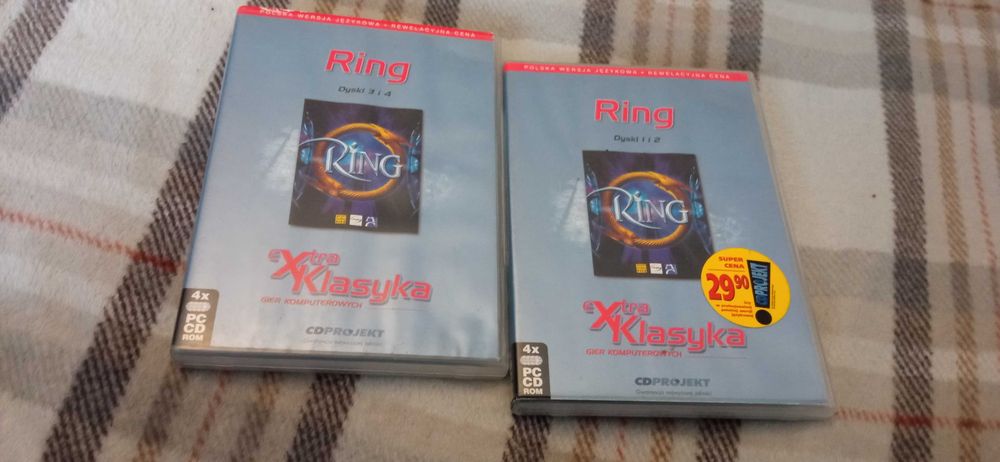 POLSKA WERSJA JĘZYKOWA • REWELACYJNA CENA
Ring
Dyski 3 i 4
RING
eXtra
Klasyka
GIER KOMPUTEROWYCH
4x
PC
CD
ROM
CDPROJEKT
POLSKA WERSJA JĘZYKOWA • REWELACYJNA CENA
Ring
Dyski 1 i 2
RING
SUPER
CENA
29 90
CDPROJEKT
eXtra
Klasyka
GIER KOMPUTEROWYCH
4x
PC
CD
ROM
CDPROJEKT